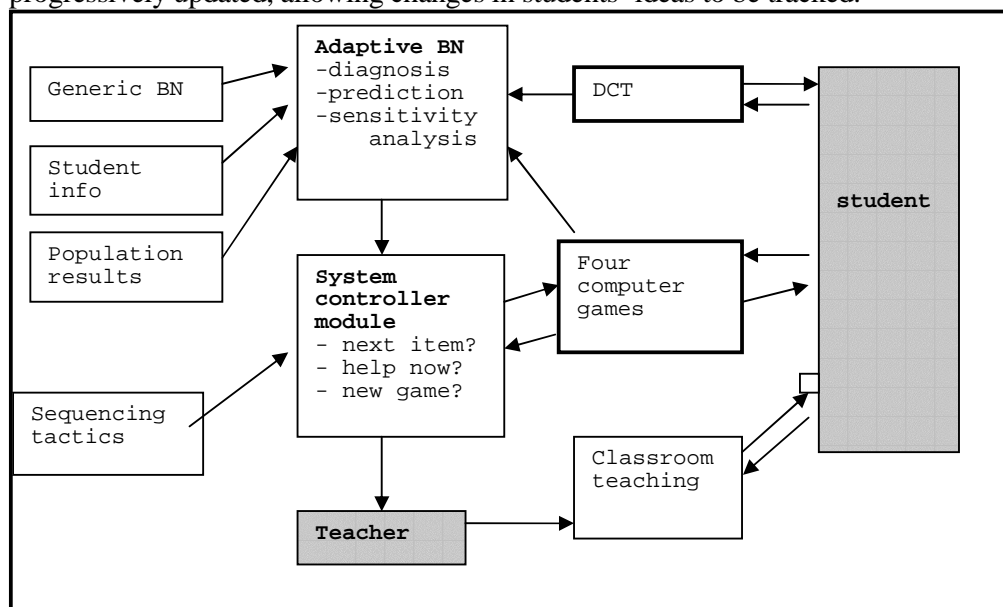 progressively updated, allowing changes in students' ideas to be tracked.
Adaptive BN
-diagnosis
-prediction
-sensitivity
analysis
Generic BN
Student
info
Population
results
DCT
student
System
controller
module
- next item?
- help now?
- new game?
Four
computer
games
Sequencing
tactics
Classroom
teaching
Teacher